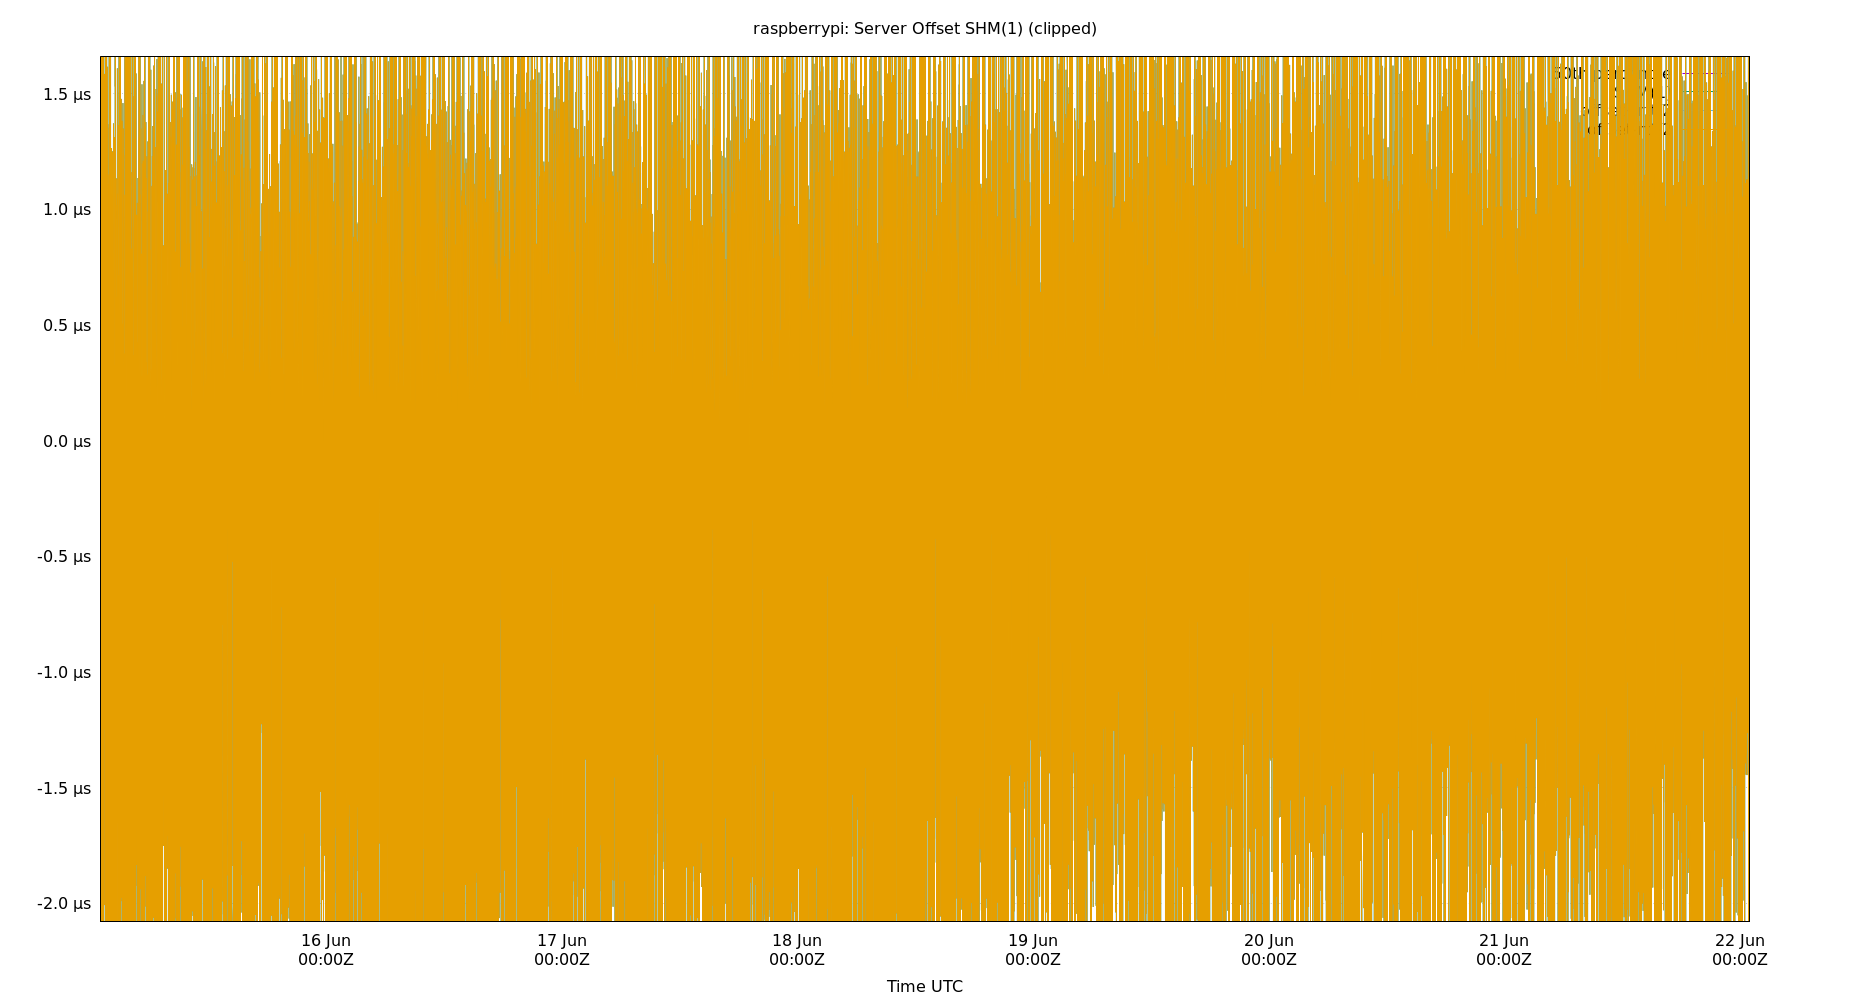 raspberrypi: Server Offset SHM(1) (clipped)
1.5 µs
1.0 µs
0.5 µs
0.0 µs
-0.5 µs
-1.0 µs
-1.5 µs
-2.0 µs
16 Jun 17 Jun 18 Jun 19 Jun 20 Jun 21 Jun 22 Jun
00:00Z 00:00Z 00:00Z 00:00Z 00:00Z 00:00Z 00:00Z
Time UTC